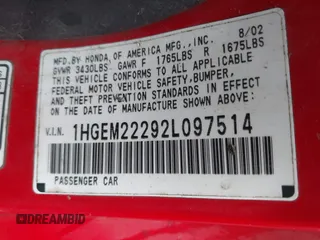 8/02
MFD.BY HONDA OF AMERICA MFG.,INC.
GVWR 3430LBS GAWR F 1765LBS R 1675LBS
THIS VEHICLE CONFORMS TO ALL APPLICABLE
FEDERAL MOTOR VEHICLE SAFETY,BUMPER,
AND THEFT PREVENTION STANDARDS IN EFFECT ON
THE DATE OF MANUFACTURE SHOWN ABOVE.
V.I.N. 1HGEM22292L097514
PASSENGER CAR
DREAMBID